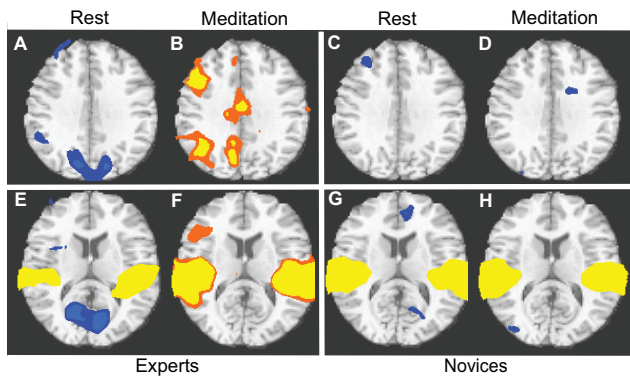 Rest Meditation Rest Meditation
A B C D
E F G H
Experts Novices